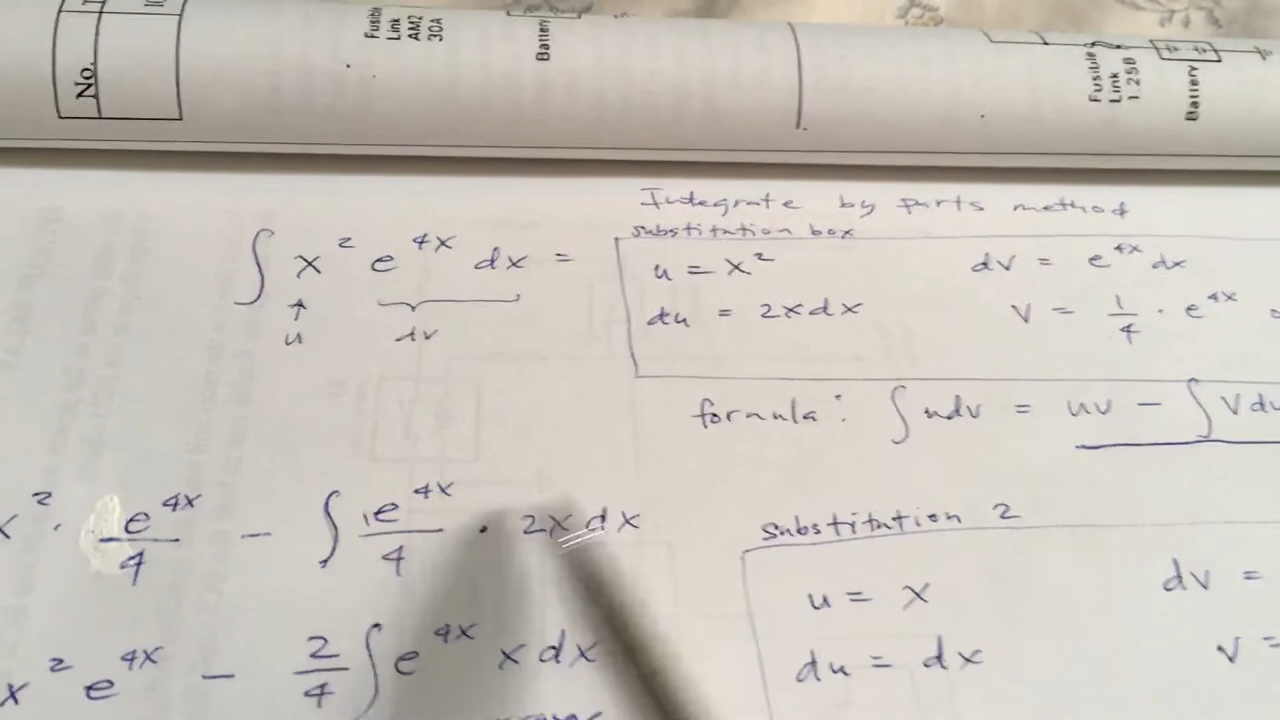 No.
Fusible
Link
AM2
30A
Battery
Fusible
Link
1.25B
Battery
Integrate by parts method
substitution box
∫ x² e^4x dx =
u
dv
u = x²
dv = e^4x dx
du = 2x dx
v = 1/4 · e^4x =
formula: ∫ u dv = uv − ∫ v du
x² · e^4x/4 − ∫ 1e^4x/4 · 2x dx
substitution 2
u = x
dv =
du = dx
v =
x² e^4x − 2/4 ∫ e^4x x dx